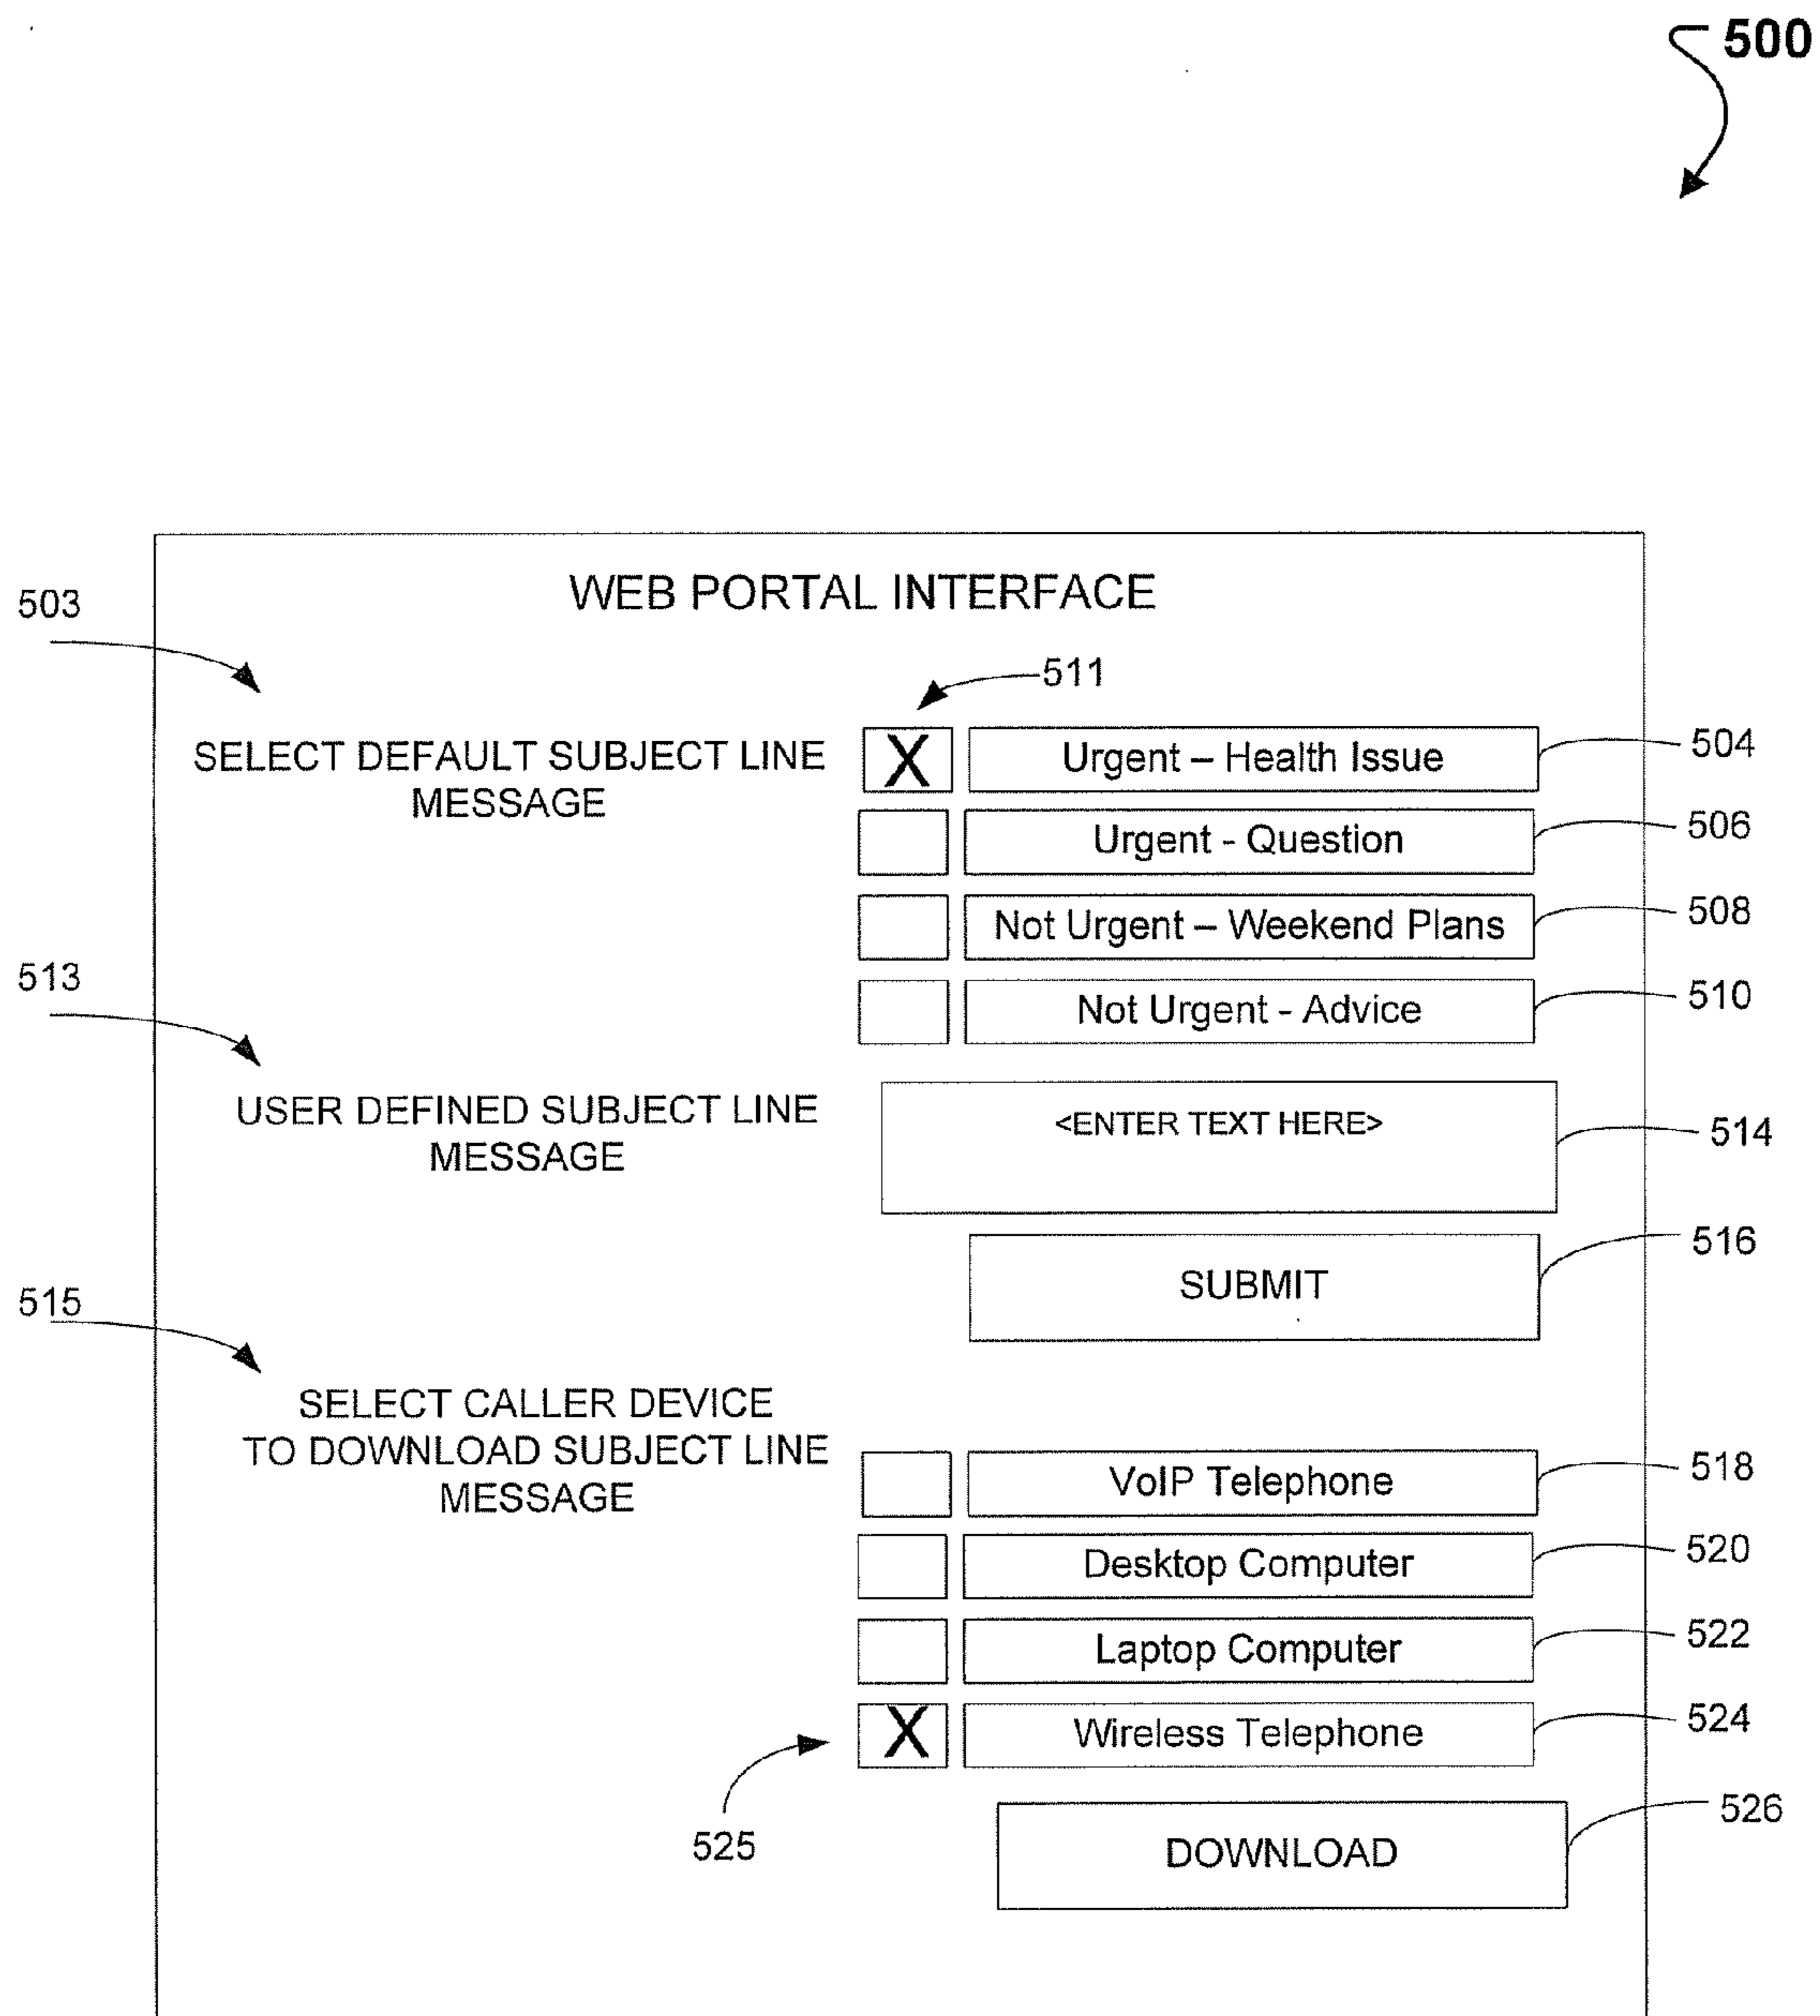 500
WEB PORTAL INTERFACE
503
511
SELECT DEFAULT SUBJECT LINE
MESSAGE
X
Urgent – Health Issue
504
Urgent - Question
506
Not Urgent – Weekend Plans
508
Not Urgent - Advice
510
513
USER DEFINED SUBJECT LINE
MESSAGE
<ENTER TEXT HERE>
514
SUBMIT
516
515
SELECT CALLER DEVICE
TO DOWNLOAD SUBJECT LINE
MESSAGE
VoIP Telephone
518
Desktop Computer
520
Laptop Computer
522
X
Wireless Telephone
524
525
DOWNLOAD
526